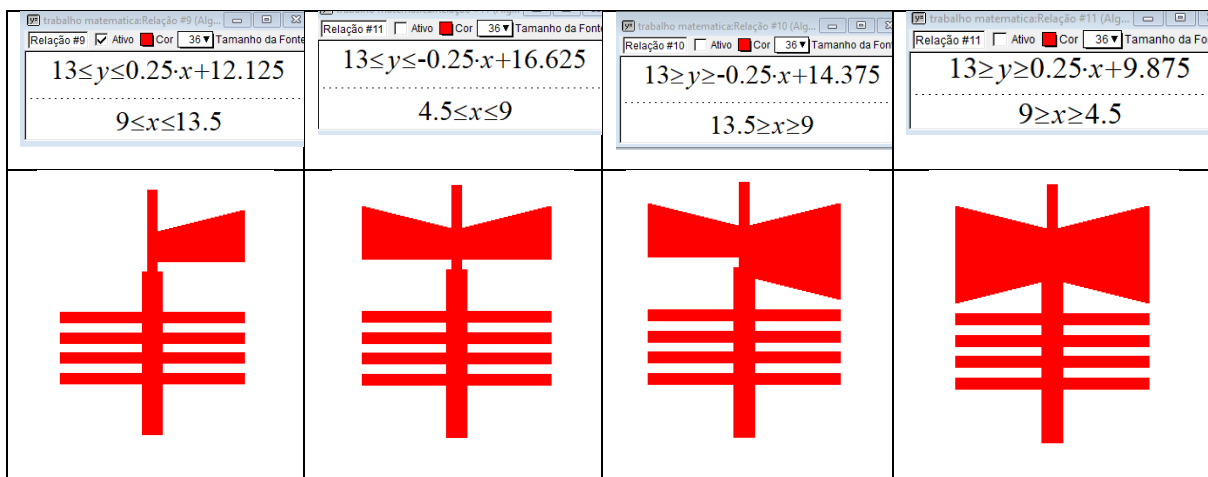 trabalho matematica:Relação #9 (Alg...
Relação #9 Ativo Cor 36 Tamanho da Fonte
13≤y≤0.25·x+12.125
9≤x≤13.5
Relação #11 Ativo Cor 36 Tamanho da Fonte
13≤y≤-0.25·x+16.625
4.5≤x≤9
trabalho matematica:Relação #10 (Alg...
Relação #10 Ativo Cor 36 Tamanho da Fon
13≥y≥-0.25·x+14.375
13.5≥x≥9
trabalho matematica:Relação #11 (Alg...
Relação #11 Ativo Cor 36 Tamanho da Fonte
13≥y≥0.25·x+9.875
9≥x≥4.5